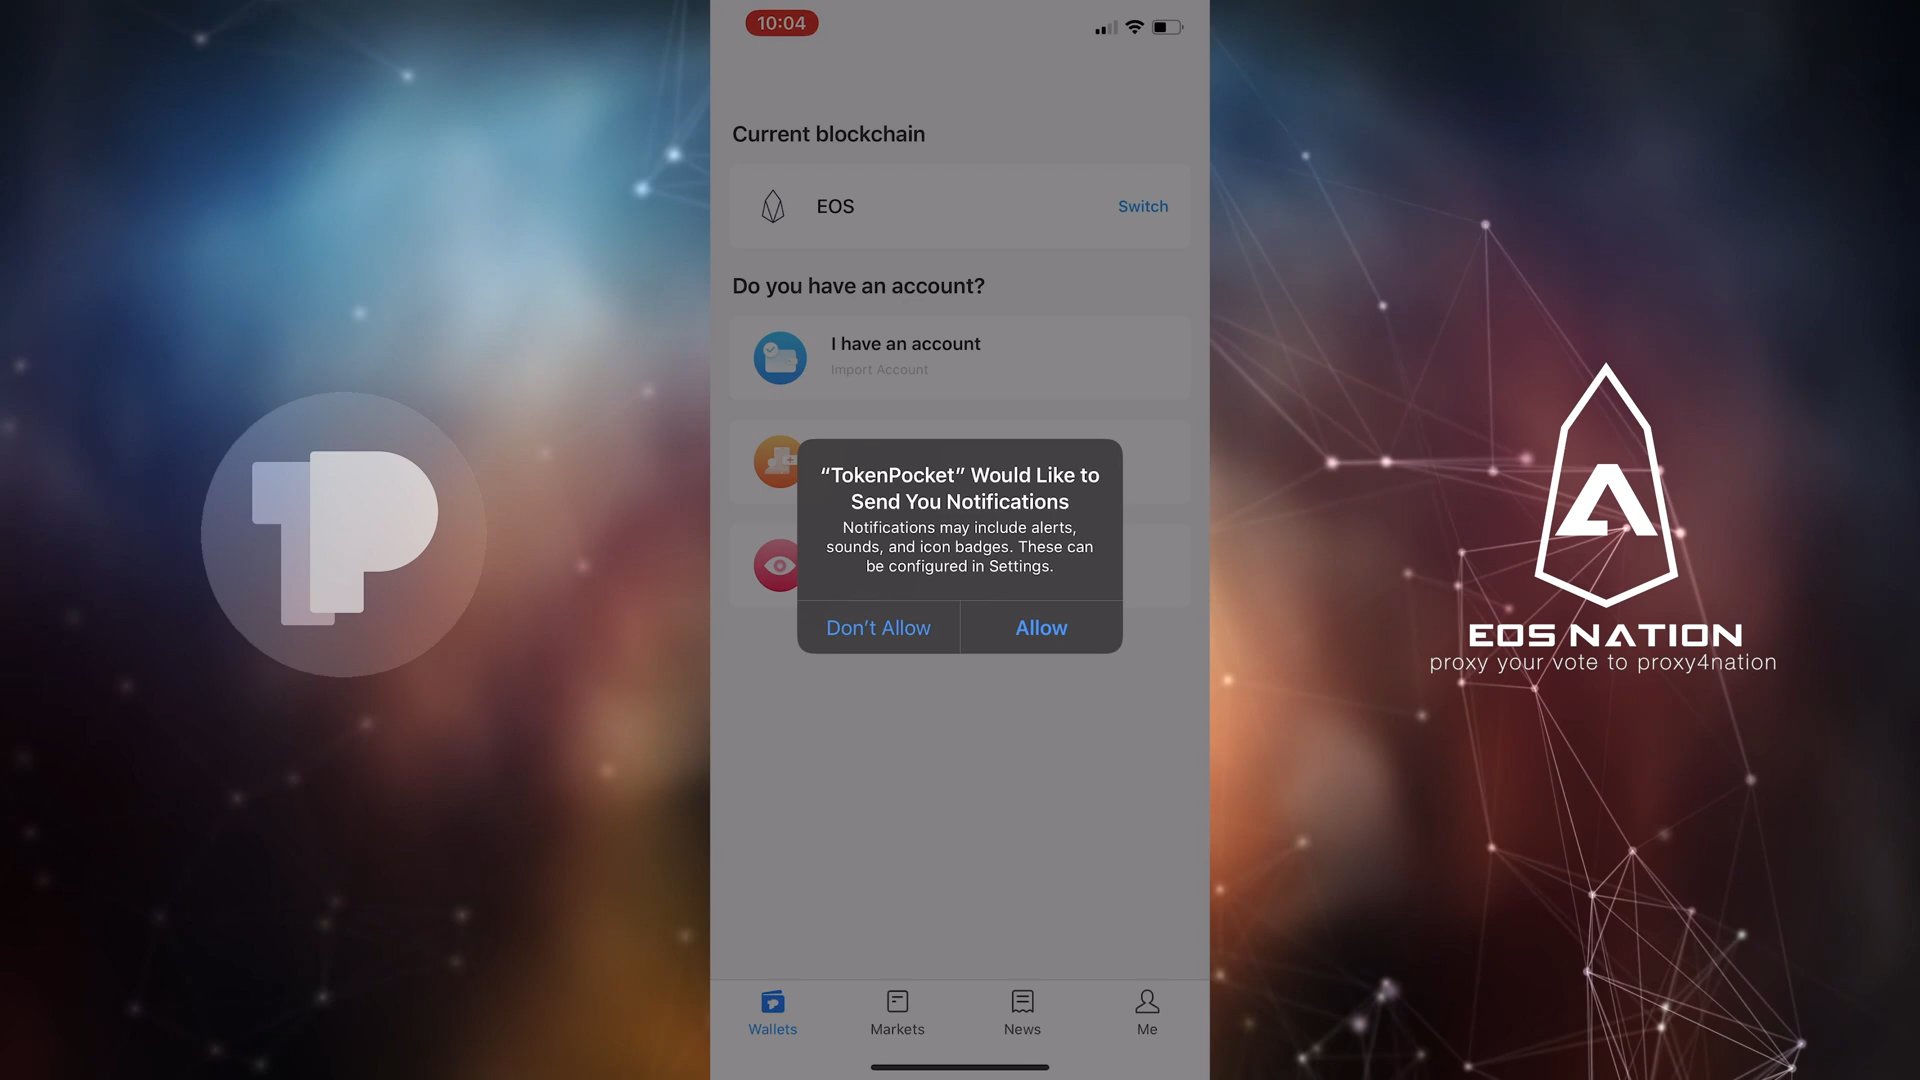 10:04
Current blockchain
EOS
Switch
Do you have an account?
I have an account
Import Account
“TokenPocket” Would Like to
Send You Notifications
Notifications may include alerts,
sounds, and icon badges. These can
be configured in Settings.
Don’t Allow
Allow
Wallets
Markets
News
Me
EOS NATION
proxy your vote to proxy4nation